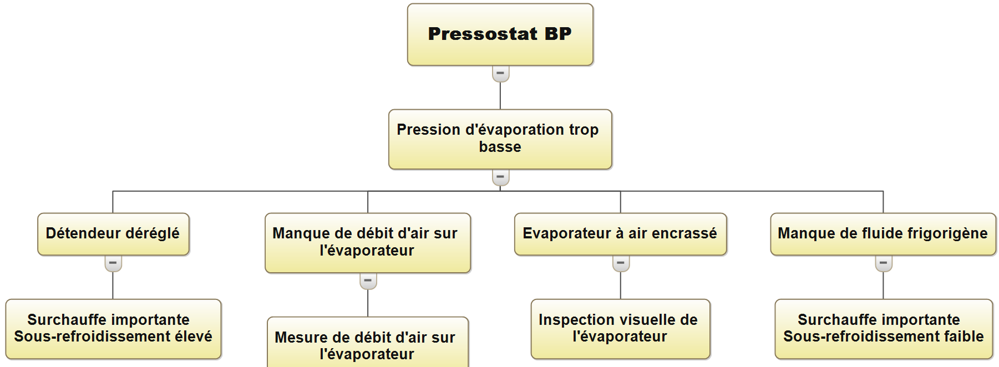 Pressostat BP
Pression d'évaporation trop
basse
Détendeur déréglé
Manque de débit d'air sur
l'évaporateur
Evaporateur à air encrassé
Manque de fluide frigorigène
Surchauffe importante
Sous-refroidissement élevé
Mesure de débit d'air sur
l'évaporateur
Inspection visuelle de
l'évaporateur
Surchauffe importante
Sous-refroidissement faible